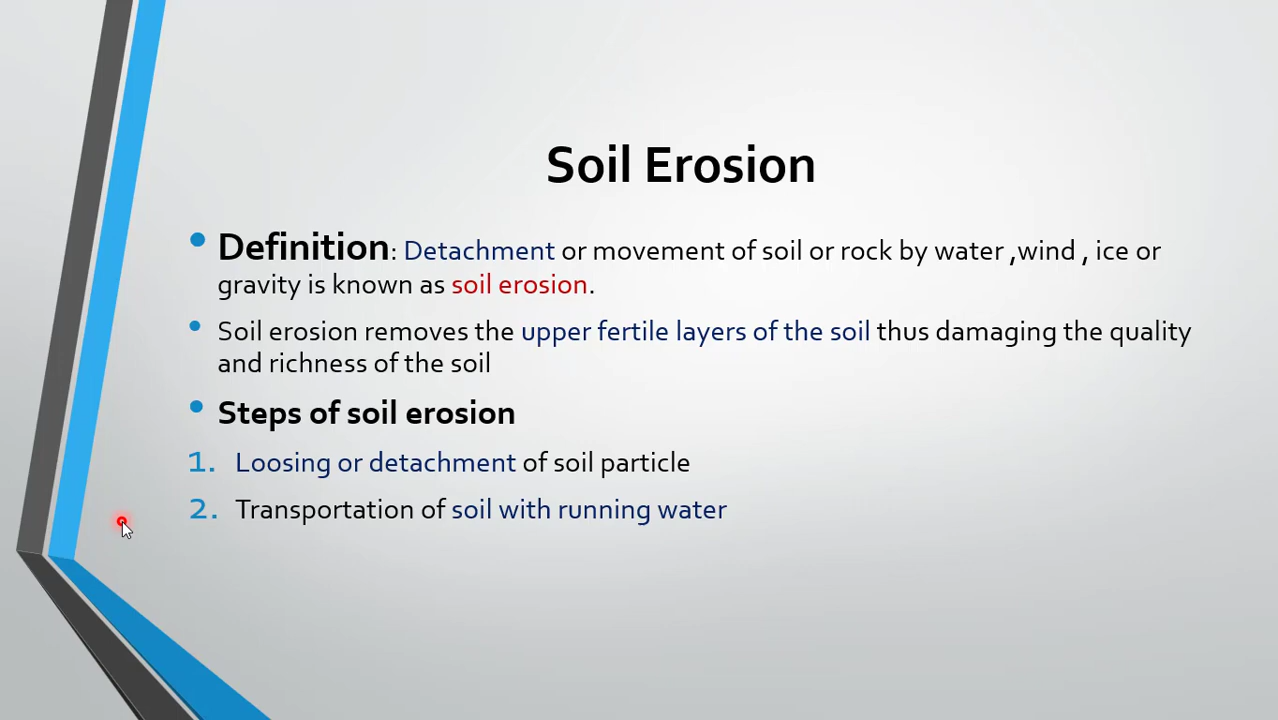 Soil Erosion
• Definition: Detachment or movement of soil or rock by water ,wind , ice or
gravity is known as soil erosion.
• Soil erosion removes the upper fertile layers of the soil thus damaging the quality
and richness of the soil
• Steps of soil erosion
1. Loosing or detachment of soil particle
2. Transportation of soil with running water